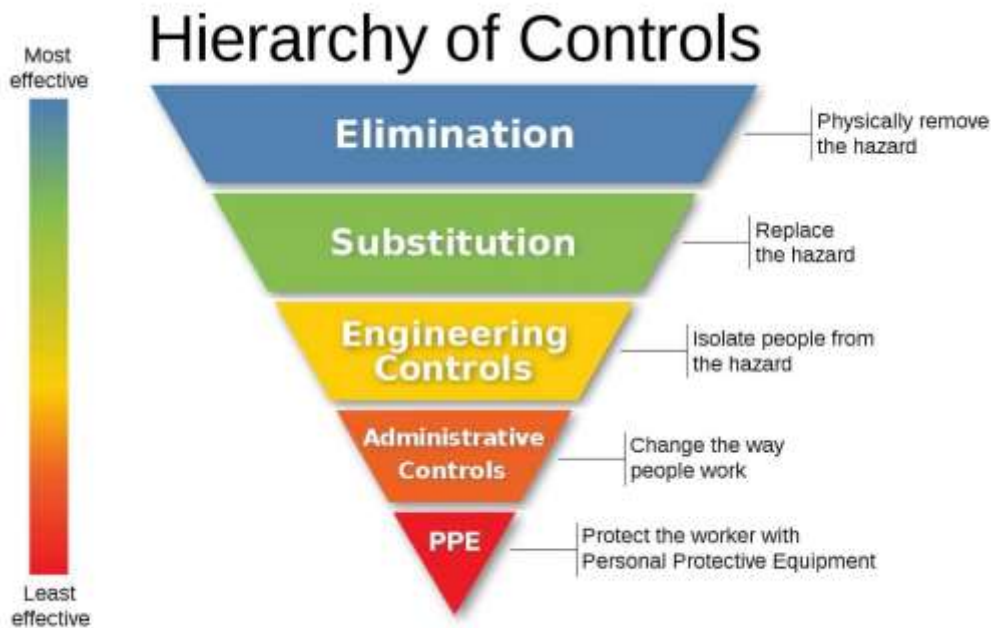 Hierarchy of Controls
Most
effective
Elimination
Physically remove
the hazard
Substitution
Replace
the hazard
Engineering
Controls
Isolate people from
the hazard
Administrative
Controls
Change the way
people work
PPE
Protect the worker with
Personal Protective Equipment
Least
effective